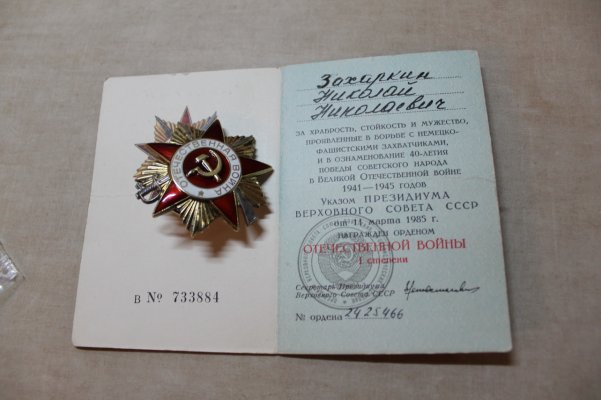 ОТЕЧЕСТВЕННАЯ ВОЙНА
В № 733884
Захаркин
Николай
Николаевич
ЗА ХРАБРОСТЬ, СТОЙКОСТЬ И МУЖЕСТВО,
ПРОЯВЛЕННЫЕ В БОРЬБЕ С НЕМЕЦКО-
ФАШИСТСКИМИ ЗАХВАТЧИКАМИ,
И В ОЗНАМЕНОВАНИЕ 40-ЛЕТИЯ
ПОБЕДЫ СОВЕТСКОГО НАРОДА
В ВЕЛИКОЙ ОТЕЧЕСТВЕННОЙ ВОЙНЕ
1941—1945 ГОДОВ
УКАЗОМ ПРЕЗИДИУМА
ВЕРХОВНОГО СОВЕТА СССР
от 11 марта 1985 г.
НАГРАЖДЕН ОРДЕНОМ
ОТЕЧЕСТВЕННОЙ ВОЙНЫ
I степени
Секретарь Президиума
Верховного Совета СССР
№ ордена 2425466